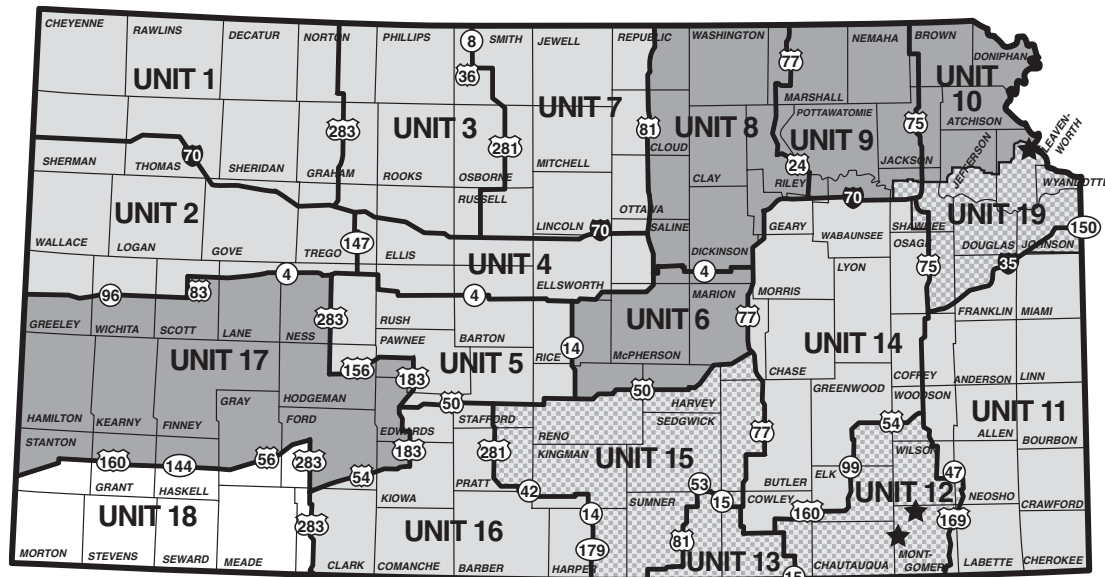 CHEYENNE
RAWLINS
DECATUR
NORTON
PHILLIPS
8
SMITH
JEWELL
REPUBLIC
WASHINGTON
NEMAHA
BROWN
DONIPHAN
36
77
UNIT 1
UNIT 7
UNIT
10
MARSHALL
283
UNIT 3
281
81
UNIT 8
POTTAWATOMIE
UNIT 9
75
ATCHISON
LEAVEN-
WORTH
CLOUD
SHERMAN
THOMAS
70
SHERIDAN
GRAHAM
ROOKS
OSBORNE
MITCHELL
CLAY
24
RILEY
JACKSON
JEFFERSON
WYANDOTTE
RUSSELL
70
UNIT 2
OTTAWA
UNIT 19
WALLACE
LOGAN
GOVE
TREGO
147
ELLIS
LINCOLN
70
SALINE
DICKINSON
GEARY
WABAUNSEE
SHAWNEE
OSAGE
DOUGLAS
JOHNSON
150
UNIT 4
4
4
ELLSWORTH
4
LYON
75
35
96
83
MARION
MORRIS
GREELEY
WICHITA
SCOTT
LANE
NESS
283
RUSH
PAWNEE
BARTON
RICE
14
UNIT 6
77
FRANKLIN
MIAMI
UNIT 17
156
183
UNIT 5
McPHERSON
UNIT 14
CHASE
COFFEY
ANDERSON
LINN
HAMILTON
KEARNY
FINNEY
GRAY
HODGEMAN
FORD
50
50
GREENWOOD
WOODSON
STANTON
EDWARDS
STAFFORD
HARVEY
SEDGWICK
UNIT 11
RENO
54
ALLEN
BOURBON
160
144
56
283
54
183
281
KINGMAN
UNIT 15
77
WILSON
GRANT
HASKELL
KIOWA
PRATT
42
SUMNER
53
15
BUTLER
COWLEY
ELK
99
UNIT 12
47
NEOSHO
CRAWFORD
UNIT 18
283
UNIT 16
14
160
169
MORTON
STEVENS
SEWARD
MEADE
CLARK
COMANCHE
BARBER
HARPER
179
81
UNIT 13
15
CHAUTAUQUA
MONT-
GOMERY
LABETTE
CHEROKEE